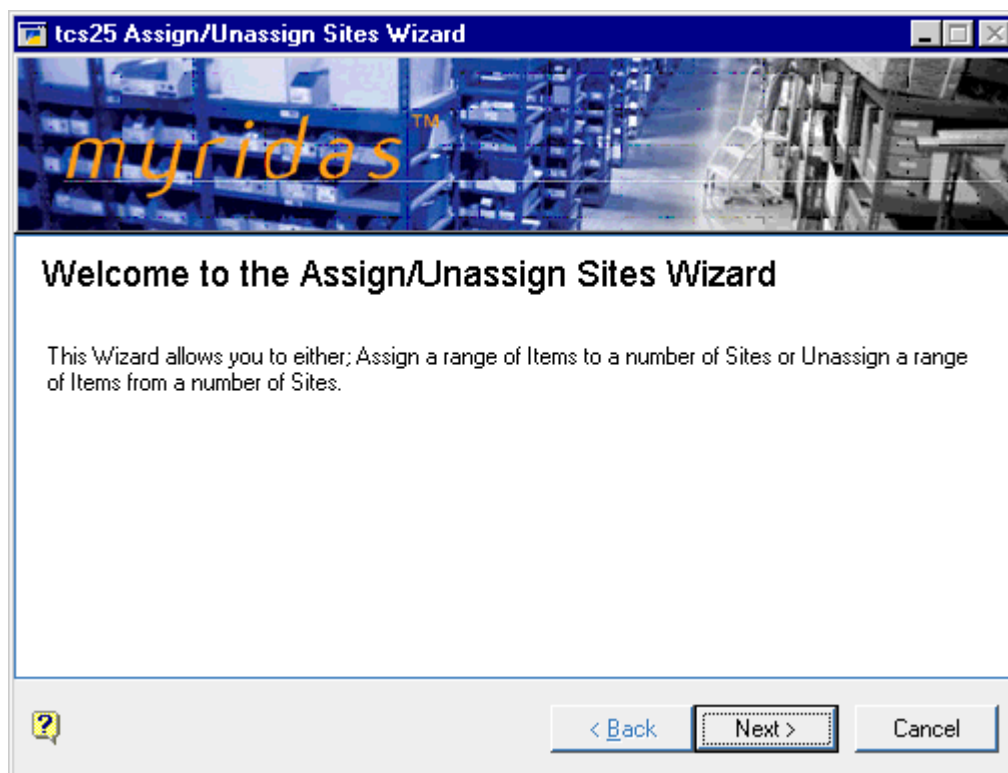 tcs25 Assign/Unassign Sites Wizard
myridas™
Welcome to the Assign/Unassign Sites Wizard
This Wizard allows you to either; Assign a range of Items to a number of Sites or Unassign a range
of Items from a number of Sites.
?
< Back
Next >
Cancel